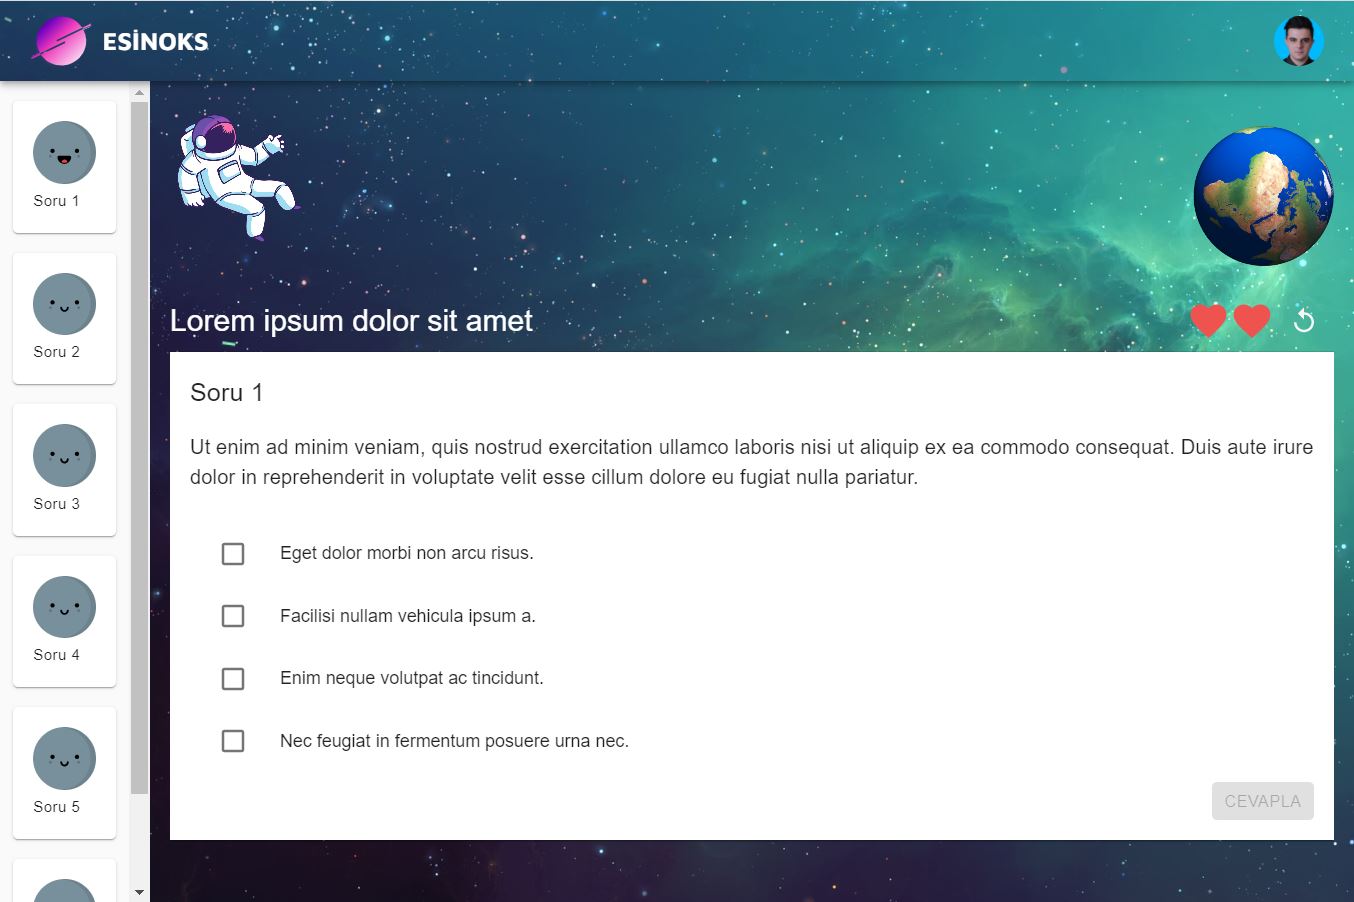 ESİNOKS
Soru 1
Soru 2
Soru 3
Soru 4
Soru 5
Lorem ipsum dolor sit amet
Soru 1
Ut enim ad minim veniam, quis nostrud exercitation ullamco laboris nisi ut aliquip ex ea commodo consequat. Duis aute irure
dolor in reprehenderit in voluptate velit esse cillum dolore eu fugiat nulla pariatur.
Eget dolor morbi non arcu risus.
Facilisi nullam vehicula ipsum a.
Enim neque volutpat ac tincidunt.
Nec feugiat in fermentum posuere urna nec.
CEVAPLA